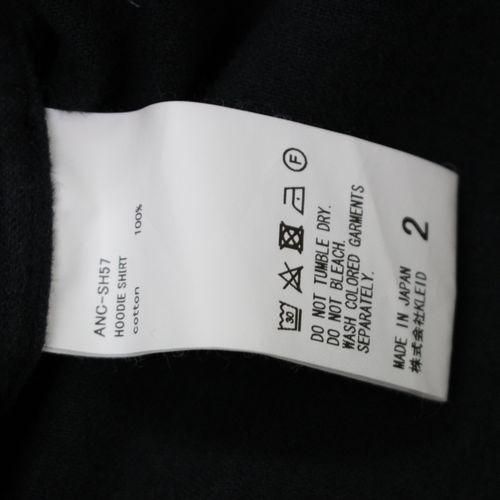 ANC-SH57
HOODIE SHIRT
cotton 100%
30
F
DO NOT TUMBLE DRY.
DO NOT BLEACH.
WASH COLORED GARMENTS
SEPARATELY.
2
MADE IN JAPAN
株式会社KLEID